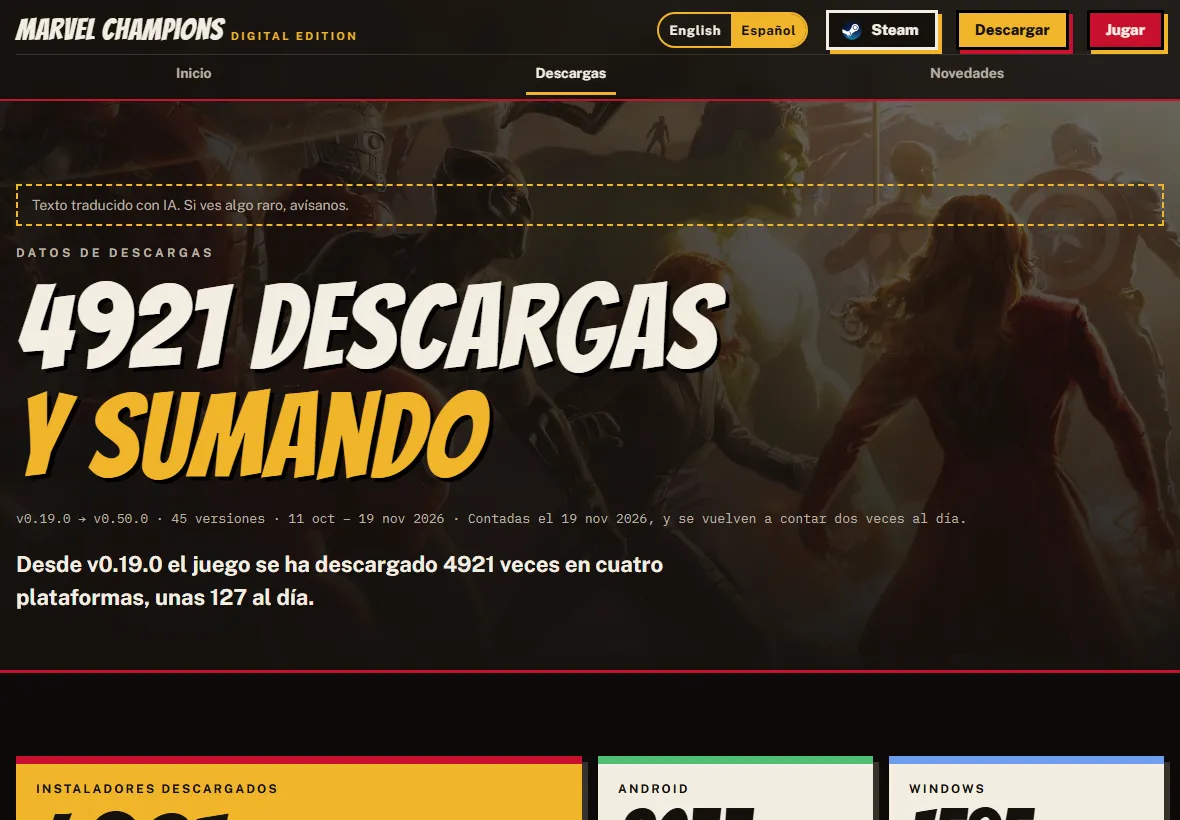 MARVEL CHAMPIONS DIGITAL EDITION
English Español
Steam
Descargar
Jugar
Inicio Descargas Novedades
Texto traducido con IA. Si ves algo raro, avísanos.
DATOS DE DESCARGAS
4921 DESCARGAS
Y SUMANDO
v0.19.0 → v0.50.0 · 45 versiones · 11 oct – 19 nov 2026 · Contadas el 19 nov 2026, y se vuelven a contar dos veces al día.
Desde v0.19.0 el juego se ha descargado 4921 veces en cuatro
plataformas, unas 127 al día.
INSTALADORES DESCARGADOS
ANDROID
WINDOWS